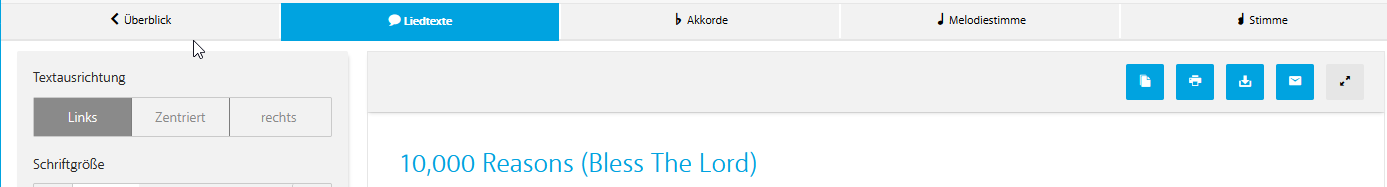 Überblick Liedtexte Akkorde Melodiestimme Stimme
Textausrichtung
Links Zentriert rechts
Schriftgröße
10,000 Reasons (Bless The Lord)